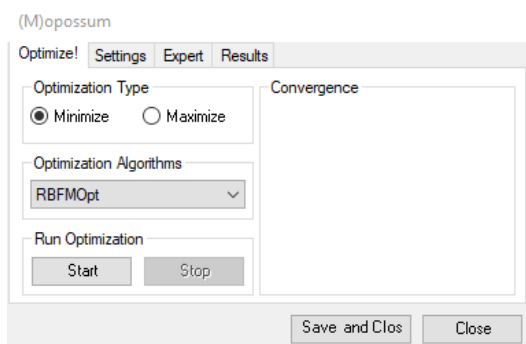 (M)opossum
Optimize! Settings Expert Results
Optimization Type
Minimize Maximize
Convergence
Optimization Algorithms
RBFMOpt
Run Optimization
Start Stop
Save and Clos Close